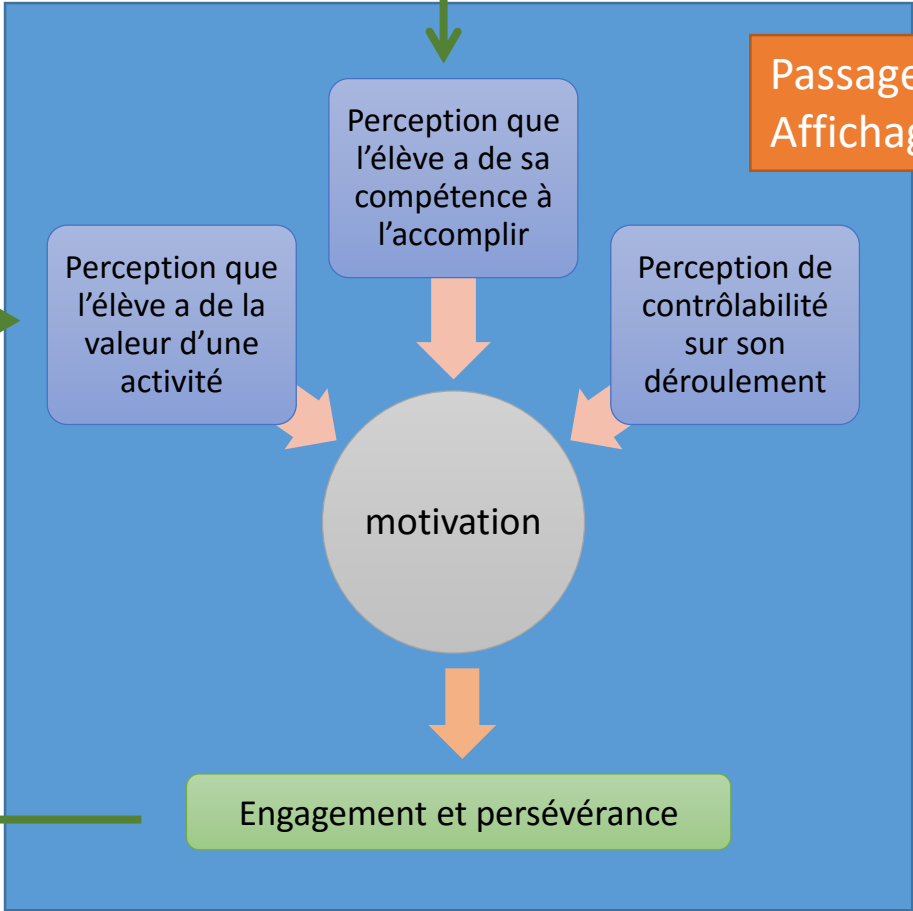 Passage
Affichag
Perception que
l'élève a de sa
compétence à
l'accomplir
Perception que
l'élève a de la
valeur d'une
activité
Perception de
contrôlabilité
sur son
déroulement
motivation
Engagement et persévérance